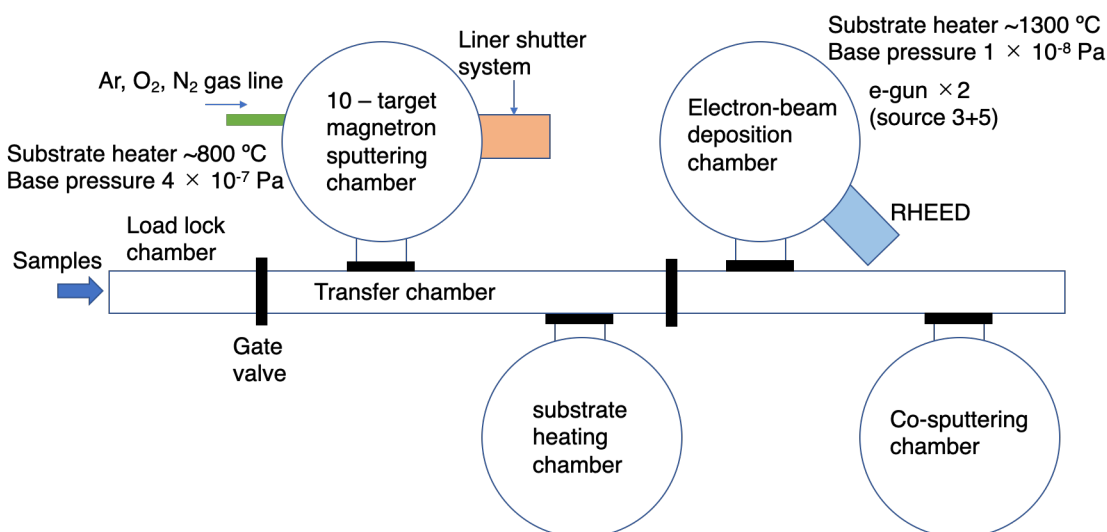 Ar, O₂, N₂ gas line
Substrate heater ~800 ºC
Base pressure 4 × 10⁻⁷ Pa
10 – target
magnetron
sputtering
chamber
Liner shutter
system
Electron-beam
deposition
chamber
Substrate heater ~1300 ºC
Base pressure 1 × 10⁻⁸ Pa
e-gun ×2
(source 3+5)
RHEED
Load lock
chamber
Samples
Transfer chamber
Gate
valve
substrate
heating
chamber
Co-sputtering
chamber